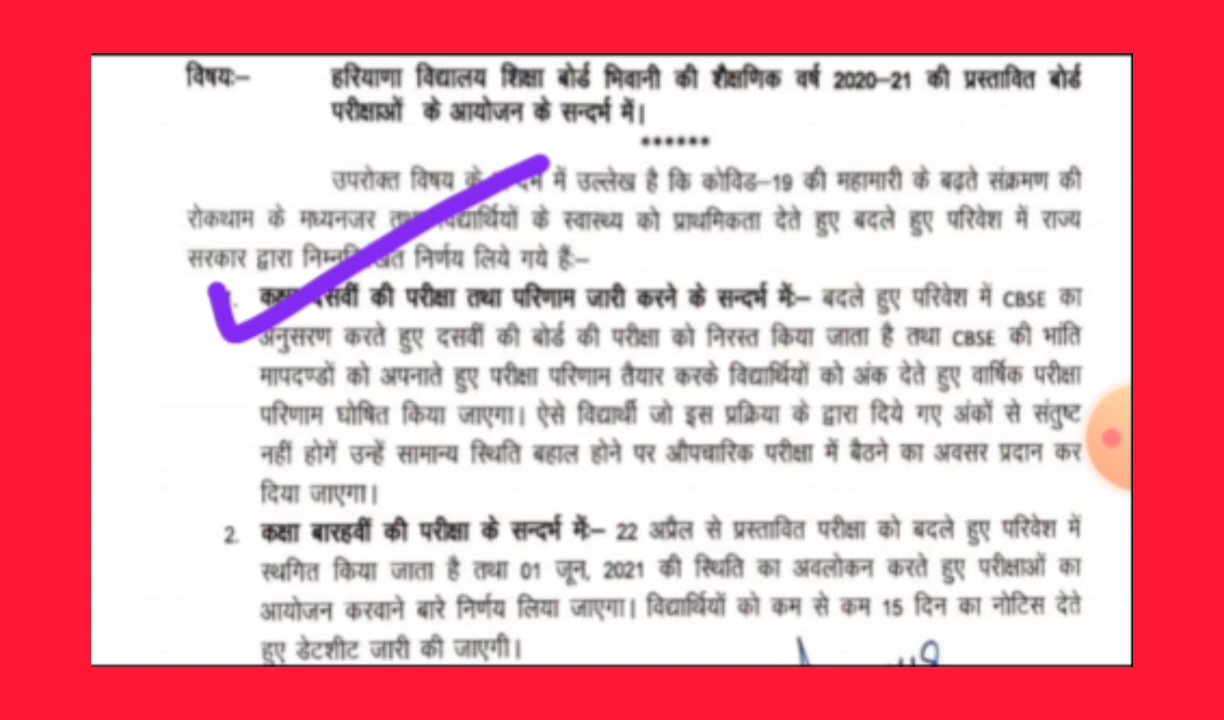 विषयः– हरियाणा विद्यालय शिक्षा बोर्ड भिवानी की शैक्षणिक वर्ष 2020–21 की प्रस्तावित बोर्ड
परीक्षाओं के आयोजन के सन्दर्भ में।
******
उपरोक्त विषय के में उल्लेख है कि कोविड–19 की महामारी के बढ़ते संक्रमण की
रोकथाम के मध्यनजर विद्यार्थियों के स्वास्थ्य को प्राथमिकता देते हुए बदले हुए परिवेश में राज्य
सरकार द्वारा निम्नलिखित निर्णय लिये गये हैं:–
कक्षा दसवीं की परीक्षा तथा परिणाम जारी करने के सन्दर्भ में:– बदले हुए परिवेश में CBSE का
अनुसरण करते हुए दसवीं की बोर्ड की परीक्षा को निरस्त किया जाता है तथा CBSE की भांति
मापदण्डों को अपनाते हुए परीक्षा परिणाम तैयार करके विद्यार्थियों को अंक देते हुए वार्षिक परीक्षा
परिणाम घोषित किया जाएगा। ऐसे विद्यार्थी जो इस प्रक्रिया के द्वारा दिये गए अंकों से संतुष्ट
नहीं होगें उन्हें सामान्य स्थिति बहाल होने पर औपचारिक परीक्षा में बैठने का अवसर प्रदान कर
दिया जाएगा।
2. कक्षा बारहवीं की परीक्षा के सन्दर्भ में:– 22 अप्रैल से प्रस्तावित परीक्षा को बदले हुए परिवेश में
स्थगित किया जाता है तथा 01 जून, 2021 की स्थिति का अवलोकन करते हुए परीक्षाओं का
आयोजन करवाने बारे निर्णय लिया जाएगा। विद्यार्थियों को कम से कम 15 दिन का नोटिस देते
हुए डेटशीट जारी की जाएगी।